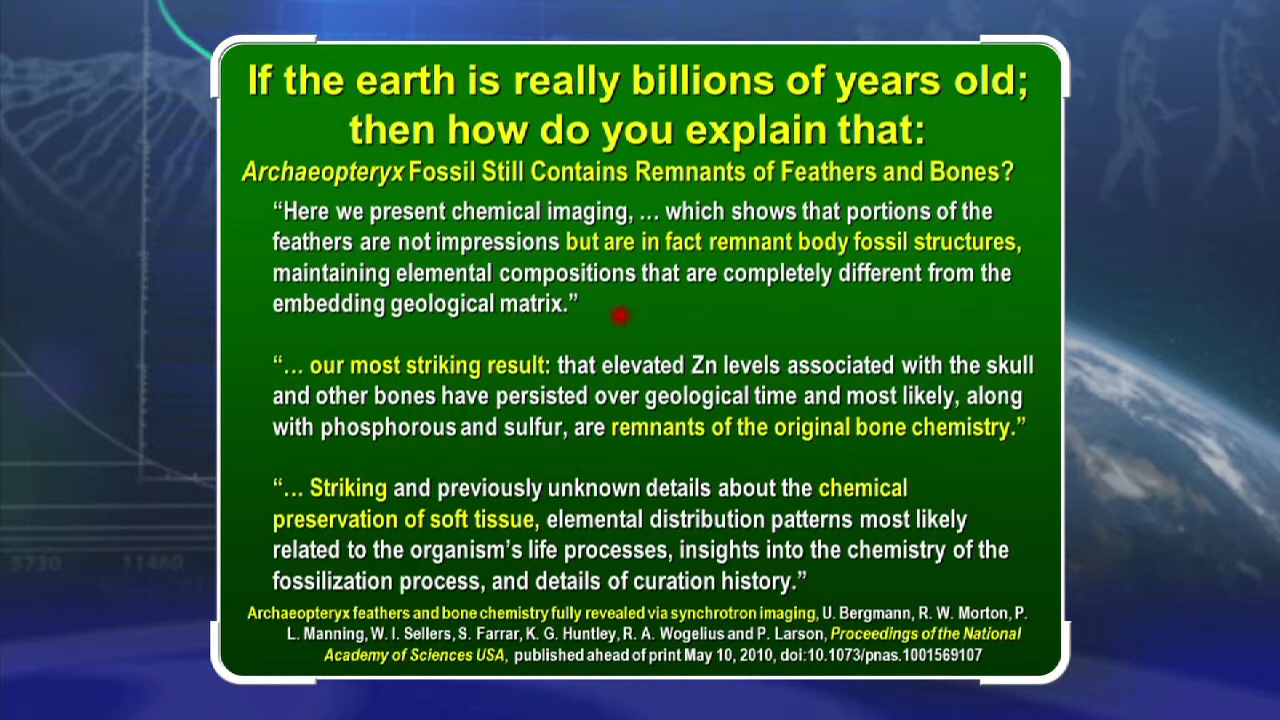 If the earth is really billions of years old;
then how do you explain that:
Archaeopteryx Fossil Still Contains Remnants of Feathers and Bones?
“Here we present chemical imaging, … which shows that portions of the
feathers are not impressions but are in fact remnant body fossil structures,
maintaining elemental compositions that are completely different from the
embedding geological matrix.”
“… our most striking result: that elevated Zn levels associated with the skull
and other bones have persisted over geological time and most likely, along
with phosphorous and sulfur, are remnants of the original bone chemistry.”
“… Striking and previously unknown details about the chemical
preservation of soft tissue, elemental distribution patterns most likely
related to the organism’s life processes, insights into the chemistry of the
fossilization process, and details of curation history.”
Archaeopteryx feathers and bone chemistry fully revealed via synchrotron imaging, U. Bergmann, R. W. Morton, P.
L. Manning, W. I. Sellers, S. Farrar, K. G. Huntley, R. A. Wogelius and P. Larson, Proceedings of the National
Academy of Sciences USA, published ahead of print May 10, 2010, doi:10.1073/pnas.1001569107
5730 11460